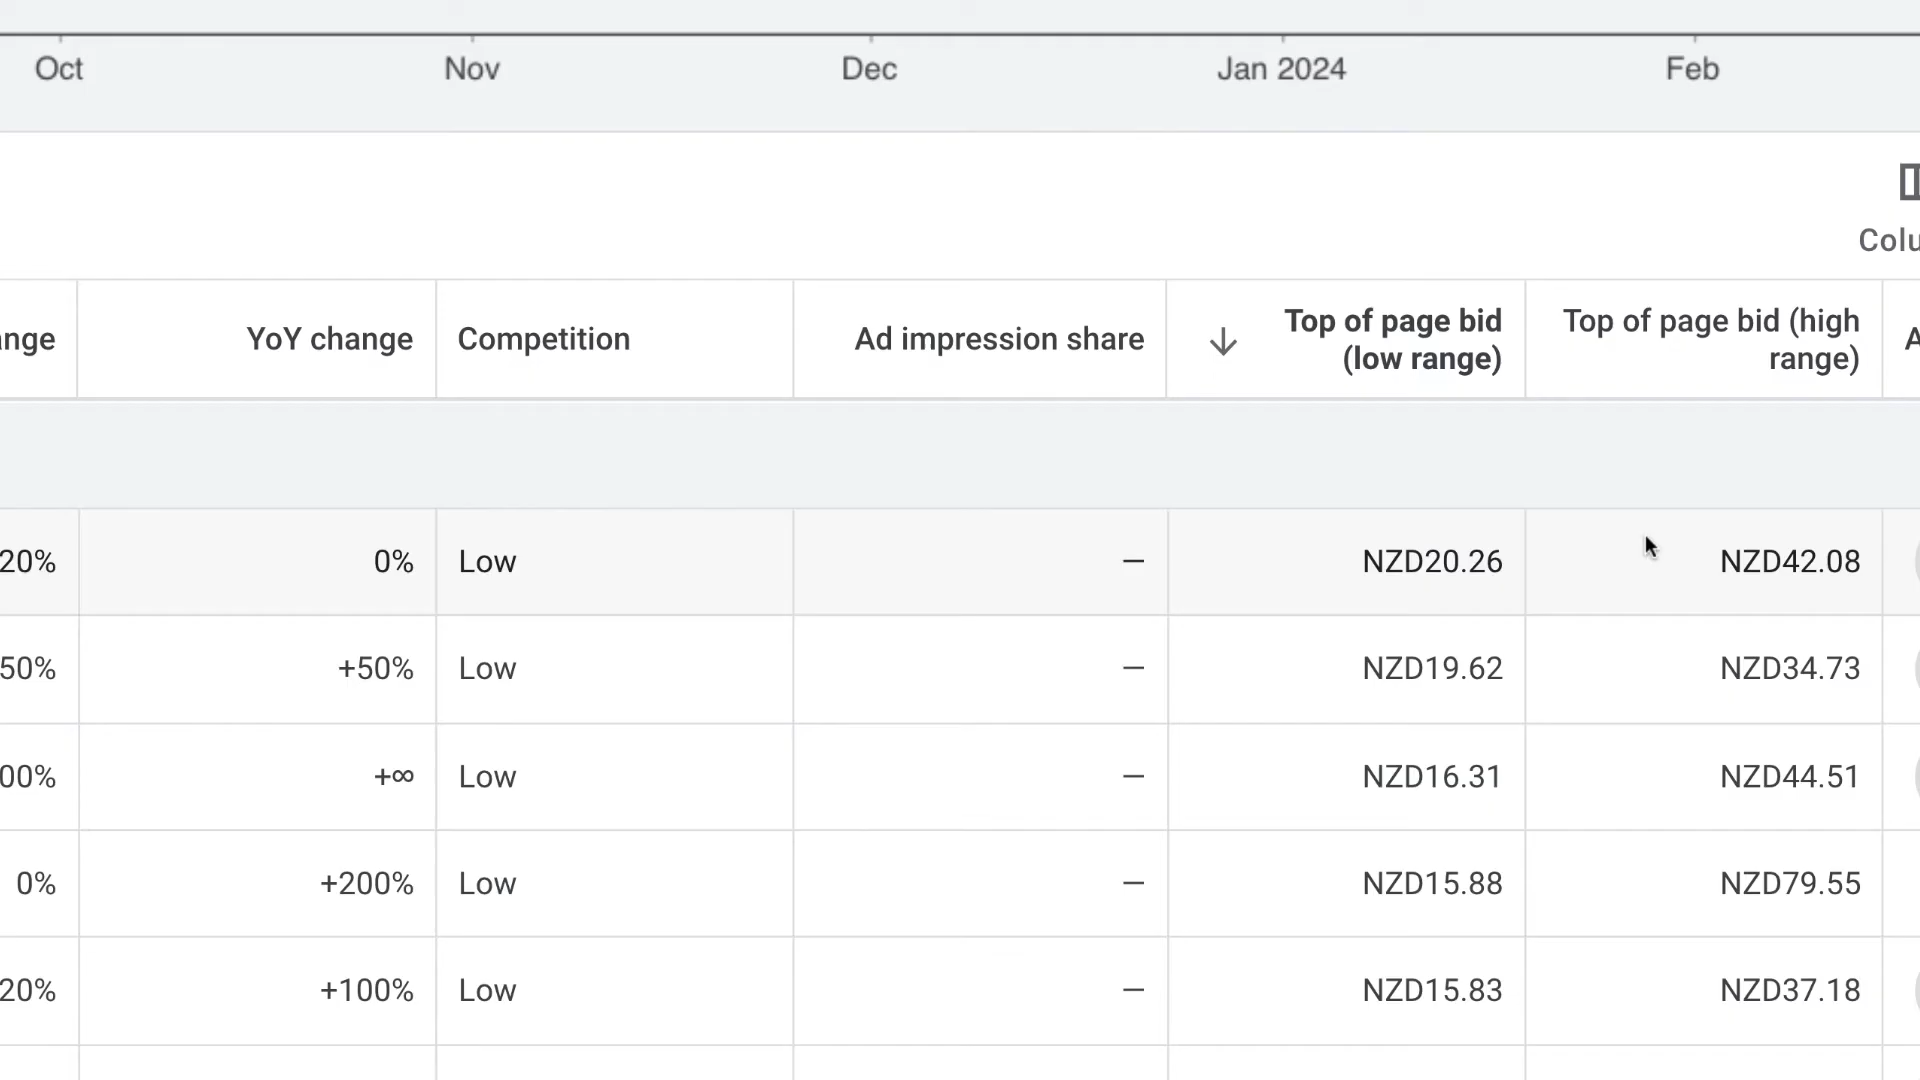 Oct Nov Dec Jan 2024 Feb
Colu
ange YoY change Competition Ad impression share Top of page bid (low range) Top of page bid (high range) A
20% 0% Low — NZD20.26 NZD42.08
50% +50% Low — NZD19.62 NZD34.73
00% +∞ Low — NZD16.31 NZD44.51
0% +200% Low — NZD15.88 NZD79.55
20% +100% Low — NZD15.83 NZD37.18